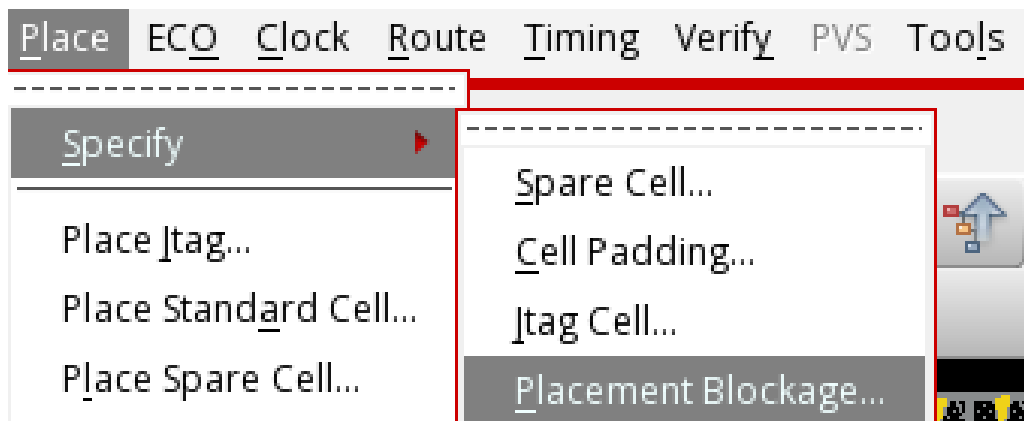 Place ECO Clock Route Timing Verify PVS Tools
Specify
Place Jtag...
Place Standard Cell...
Place Spare Cell...
Spare Cell...
Cell Padding...
Jtag Cell...
Placement Blockage...